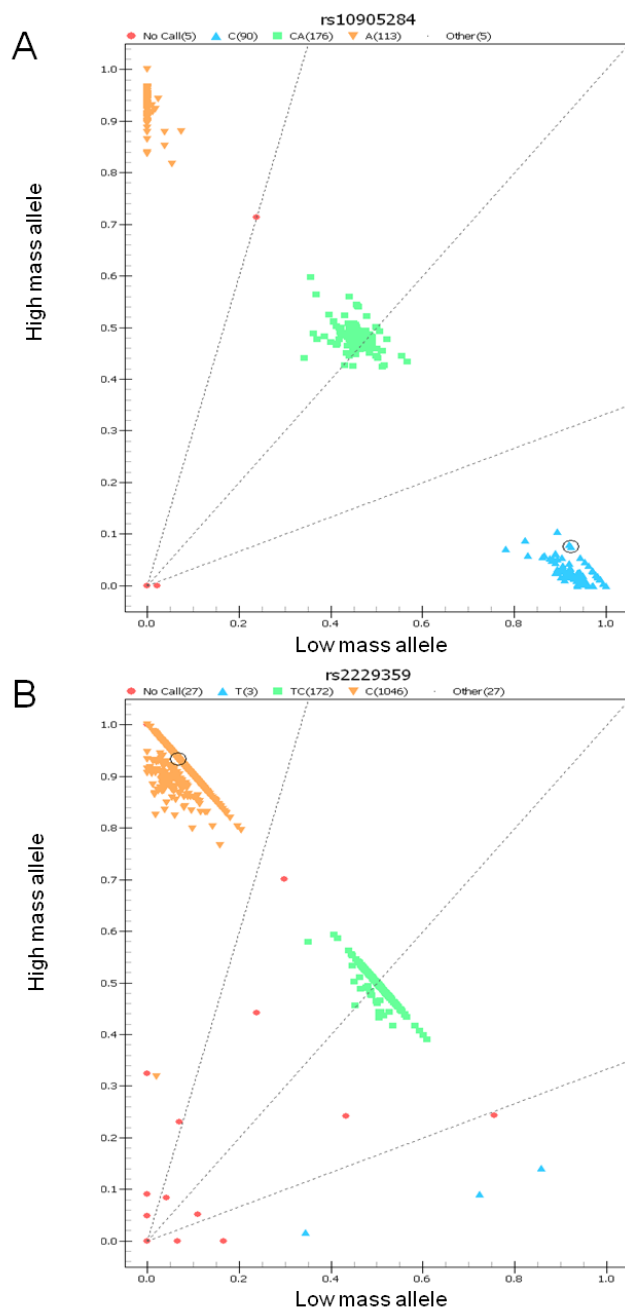 A
rs10905284
No Call(5) C(90) CA(176) A(113) Other(5)
1.0
0.9
0.8
0.7
0.6
0.5
0.4
0.3
0.2
0.1
0.0
High mass allele
0.0 0.2 0.4 0.6 0.8 1.0
Low mass allele
B
rs2229359
No Call(27) T(3) TC(172) C(1046) Other(27)
1.0
0.9
0.8
0.7
0.6
0.5
0.4
0.3
0.2
0.1
0.0
High mass allele
0.0 0.2 0.4 0.6 0.8 1.0
Low mass allele